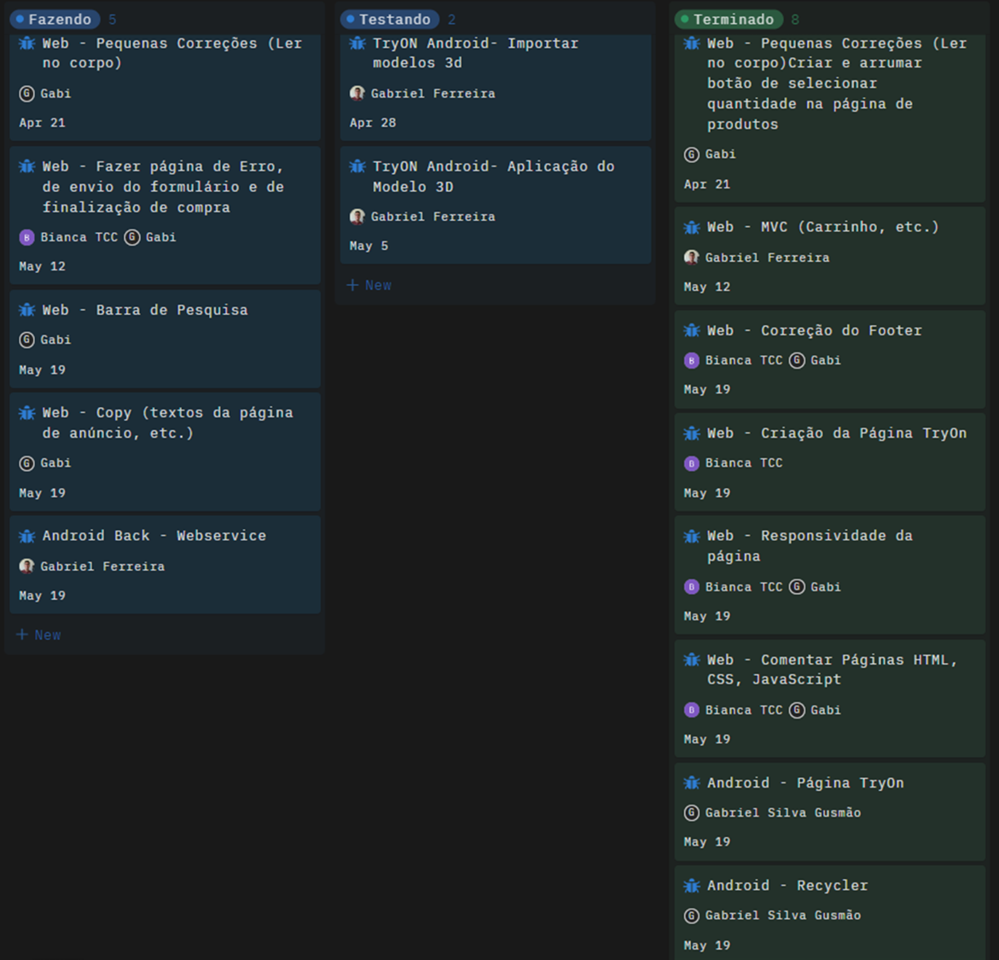 Fazendo 5
Web - Pequenas Correções (Ler
no corpo)
G Gabi
Apr 21
Web - Fazer página de Erro,
de envio do formulário e de
finalização de compra
B Bianca TCC G Gabi
May 12
Web - Barra de Pesquisa
G Gabi
May 19
Web - Copy (textos da página
de anúncio, etc.)
G Gabi
May 19
Android Back - Webservice
Gabriel Ferreira
May 19
+ New
Testando 2
TryON Android- Importar
modelos 3d
Gabriel Ferreira
Apr 28
TryON Android- Aplicação do
Modelo 3D
Gabriel Ferreira
May 5
+ New
Terminado 8
Web - Pequenas Correções (Ler
no corpo)Criar e arrumar
botão de selecionar
quantidade na página de
produtos
G Gabi
Apr 21
Web - MVC (Carrinho, etc.)
Gabriel Ferreira
May 12
Web - Correção do Footer
B Bianca TCC G Gabi
May 19
Web - Criação da Página TryOn
B Bianca TCC
May 19
Web - Responsividade da
página
B Bianca TCC G Gabi
May 19
Web - Comentar Páginas HTML,
CSS, JavaScript
B Bianca TCC G Gabi
May 19
Android - Página TryOn
G Gabriel Silva Gusmão
May 19
Android - Recycler
G Gabriel Silva Gusmão
May 19